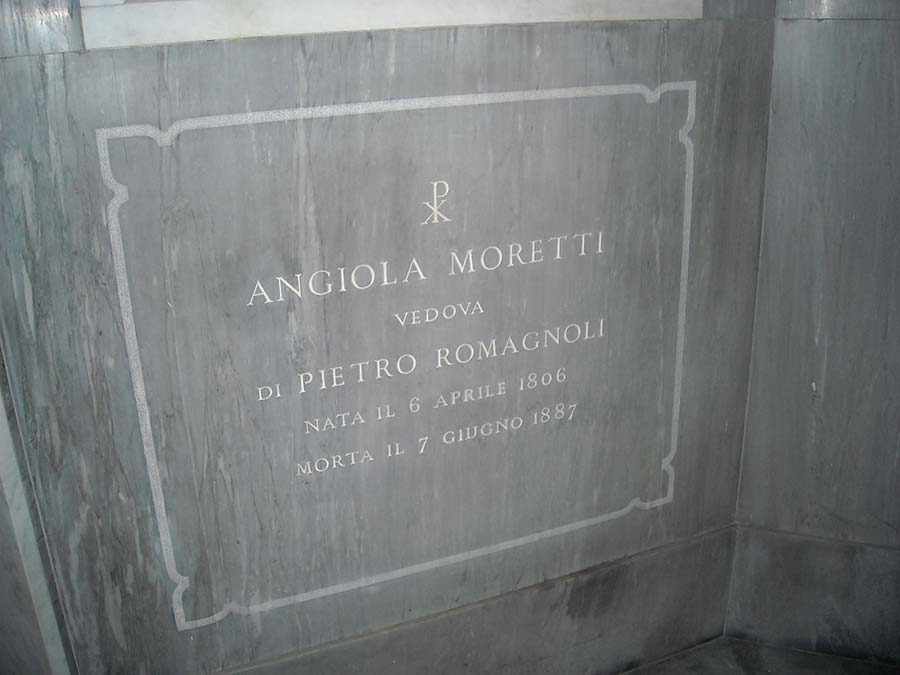 ☧
ANGIOLA MORETTI
VEDOVA
DI PIETRO ROMAGNOLI
NATA IL 6 APRILE 1806
MORTA IL 7 GIUGNO 1887